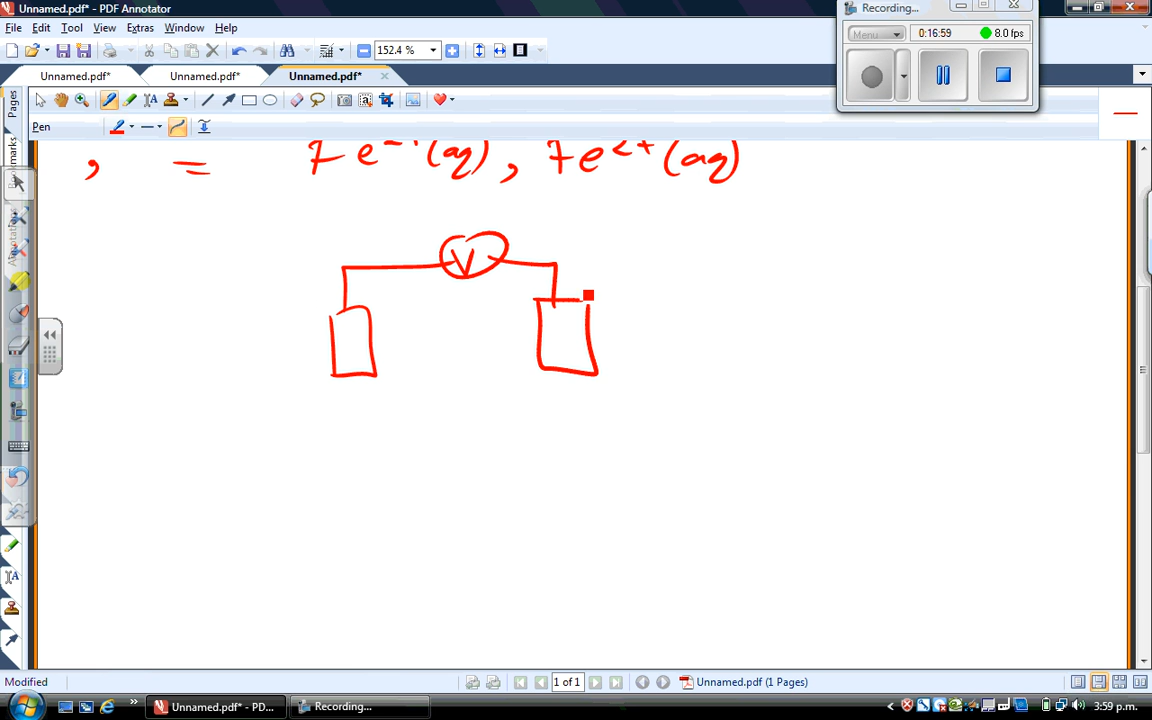 Unnamed.pdf* - PDF Annotator
Recording...
File Edit Tool View Extras Window Help
Menu 0:16:59 8.0 fps
152.4 %
Unnamed.pdf* Unnamed.pdf* Unnamed.pdf*
Pages
Pen
, = (aq), Fe2+ (aq)
V
Modified
1 of 1
Unnamed.pdf (1 Pages)
Unnamed.pdf* - PD... Recording... 3:59 p.m.